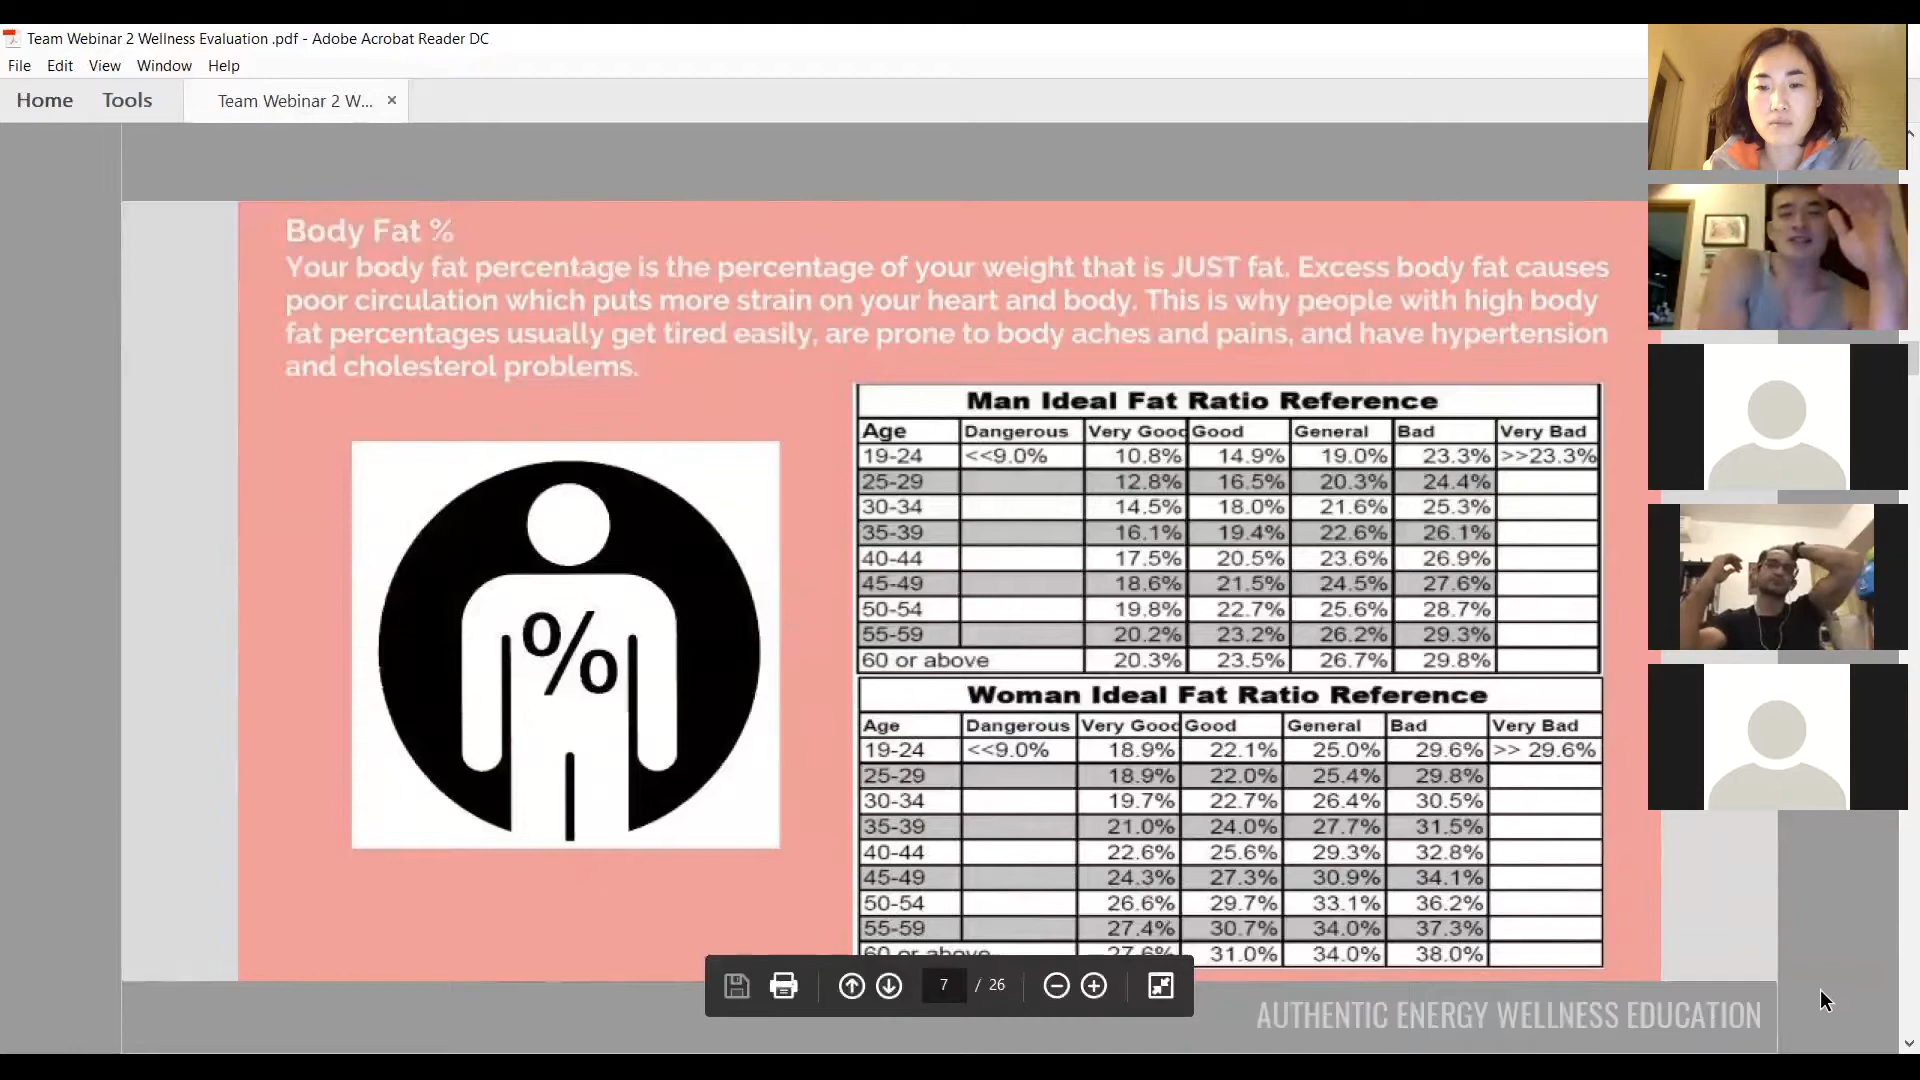 Team Webinar 2 Wellness Evaluation .pdf - Adobe Acrobat Reader DC
File Edit View Window Help
Home Tools Team Webinar 2 W... ×
Body Fat %
Your body fat percentage is the percentage of your weight that is JUST fat. Excess body fat causes
poor circulation which puts more strain on your heart and body. This is why people with high body
fat percentages usually get tired easily, are prone to body aches and pains, and have hypertension
and cholesterol problems.
%
Man Ideal Fat Ratio Reference
Age Dangerous Very Good Good General Bad Very Bad
19-24 <<9.0% 10.8% 14.9% 19.0% 23.3% >>23.3%
25-29 12.8% 16.5% 20.3% 24.4%
30-34 14.5% 18.0% 21.6% 25.3%
35-39 16.1% 19.4% 22.6% 26.1%
40-44 17.5% 20.5% 23.6% 26.9%
45-49 18.6% 21.5% 24.5% 27.6%
50-54 19.8% 22.7% 25.6% 28.7%
55-59 20.2% 23.2% 26.2% 29.3%
60 or above 20.3% 23.5% 26.7% 29.8%
Woman Ideal Fat Ratio Reference
Age Dangerous Very Good Good General Bad Very Bad
19-24 <<9.0% 18.9% 22.1% 25.0% 29.6% >> 29.6%
25-29 18.9% 22.0% 25.4% 29.8%
30-34 19.7% 22.7% 26.4% 30.5%
35-39 21.0% 24.0% 27.7% 31.5%
40-44 22.6% 25.6% 29.3% 32.8%
45-49 24.3% 27.3% 30.9% 34.1%
50-54 26.6% 29.7% 33.1% 36.2%
55-59 27.4% 30.7% 34.0% 37.3%
60 or above 27.6% 31.0% 34.0% 38.0%
7 / 26
AUTHENTIC ENERGY WELLNESS EDUCATION